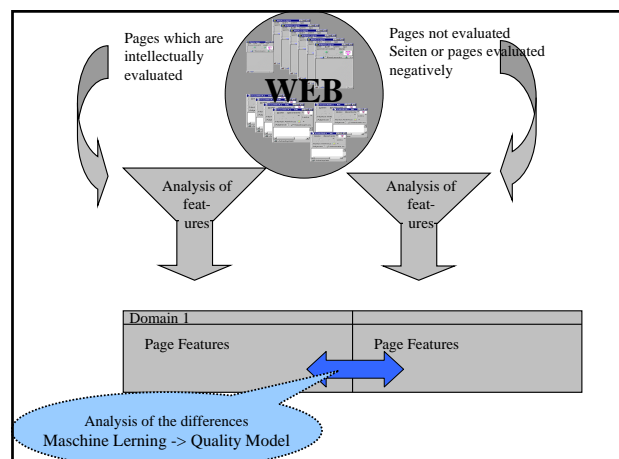 Pages which are
intellectually
evaluated
Pages not evaluated
Seiten or pages evaluated
negatively
WEB
Analysis of
feat-
ures
Analysis of
feat-
ures
Domain 1
Page Features
Page Features
Analysis of the differences
Maschine Lerning -> Quality Model